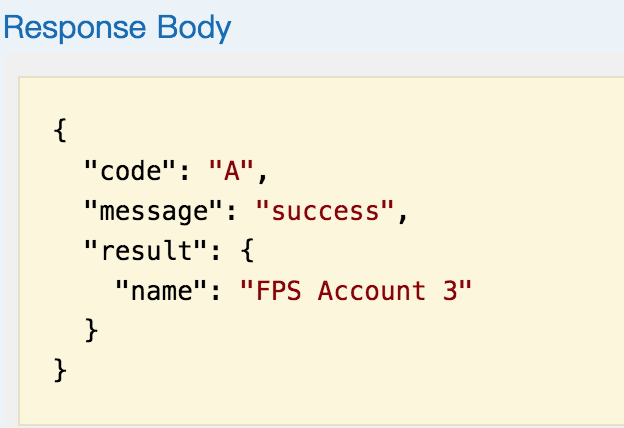 Response Body
{
  "code": "A",
  "message": "success",
  "result": {
    "name": "FPS Account 3"
  }
}